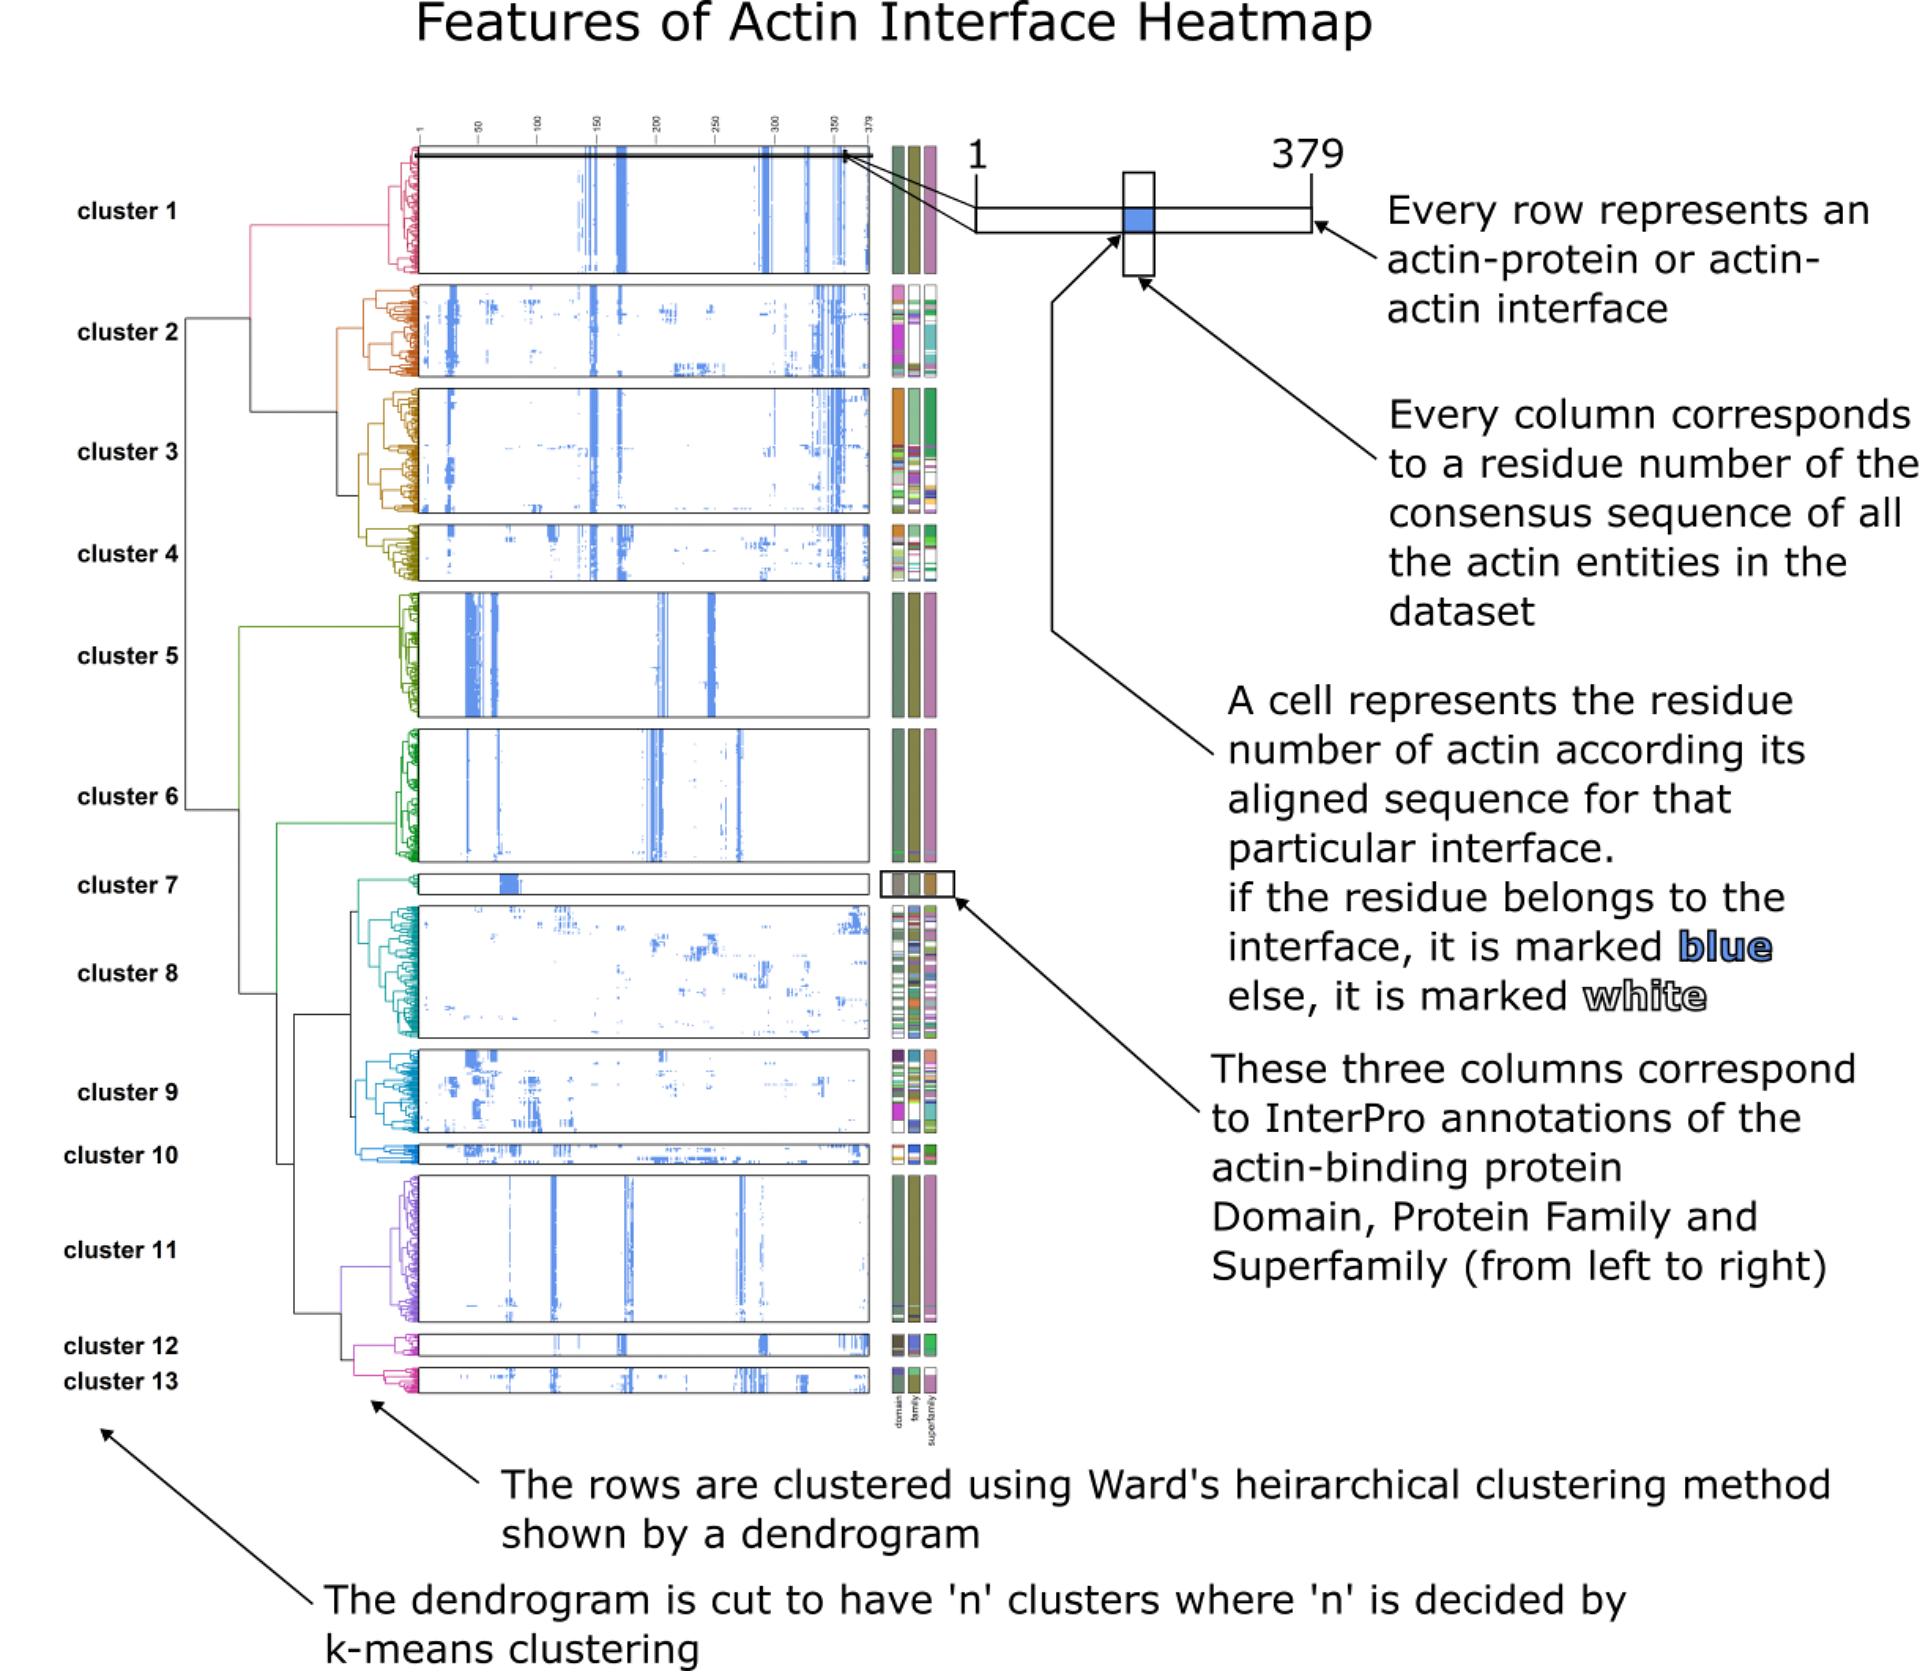 Features of Actin Interface Heatmap
1
50
100
150
200
250
300
350
379
1
379
cluster 1
cluster 2
cluster 3
cluster 4
cluster 5
cluster 6
cluster 7
cluster 8
cluster 9
cluster 10
cluster 11
cluster 12
cluster 13
Every row represents an
actin-protein or actin-
actin interface
Every column corresponds
to a residue number of the
consensus sequence of all
the actin entities in the
dataset
A cell represents the residue
number of actin according its
aligned sequence for that
particular interface.
if the residue belongs to the
interface, it is marked blue
else, it is marked white
These three columns correspond
to InterPro annotations of the
actin-binding protein
Domain, Protein Family and
Superfamily (from left to right)
domain
family
superfamily
The rows are clustered using Ward's heirarchical clustering method
shown by a dendrogram
The dendrogram is cut to have 'n' clusters where 'n' is decided by
k-means clustering